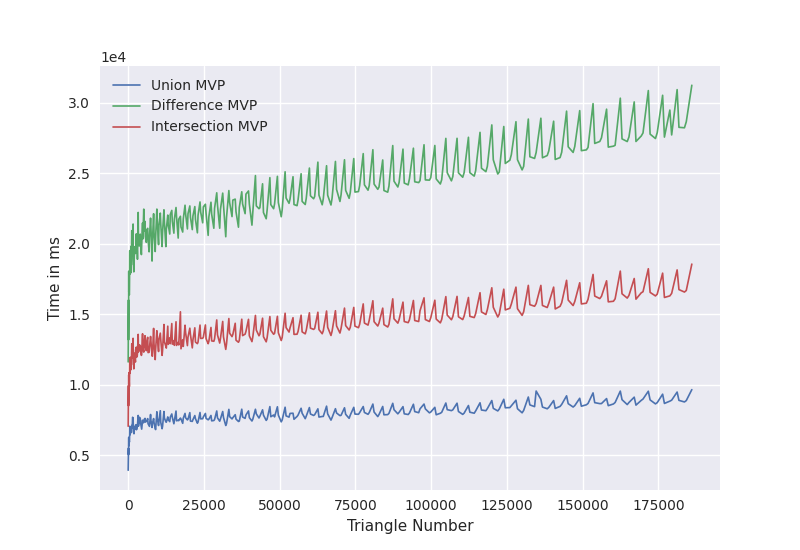 1e4
Union MVP
Difference MVP
Intersection MVP
3.0
2.5
2.0
1.5
1.0
0.5
Time in ms
0 25000 50000 75000 100000 125000 150000 175000
Triangle Number